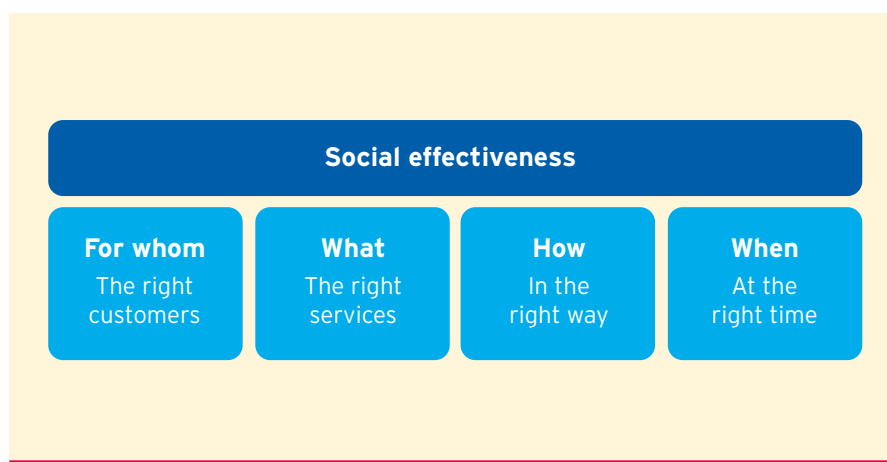 Social effectiveness
For whom
The right
customers
What
The right
services
How
In the
right way
When
At the
right time